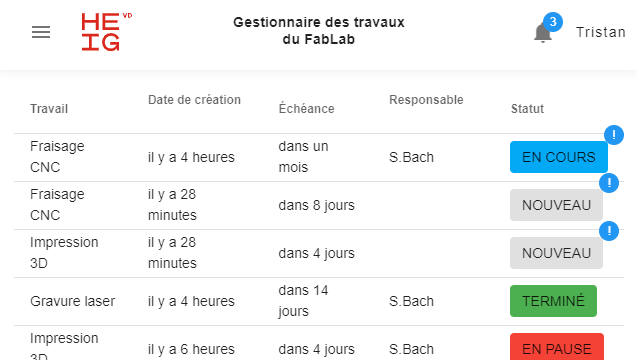 HE VD
IG
Gestionnaire des travaux
du FabLab
3
Tristan
Travail
Date de création
Échéance
Responsable
Statut
Fraisage
CNC
il y a 4 heures
dans un
mois
S.Bach
EN COURS
!
Fraisage
CNC
il y a 28
minutes
dans 8 jours
NOUVEAU
!
Impression
3D
il y a 28
minutes
dans 4 jours
NOUVEAU
!
Gravure laser
il y a 4 heures
dans 14
jours
S.Bach
TERMINÉ
Impression
3D
il y a 6 heures
dans 4 jours
S.Bach
EN PAUSE